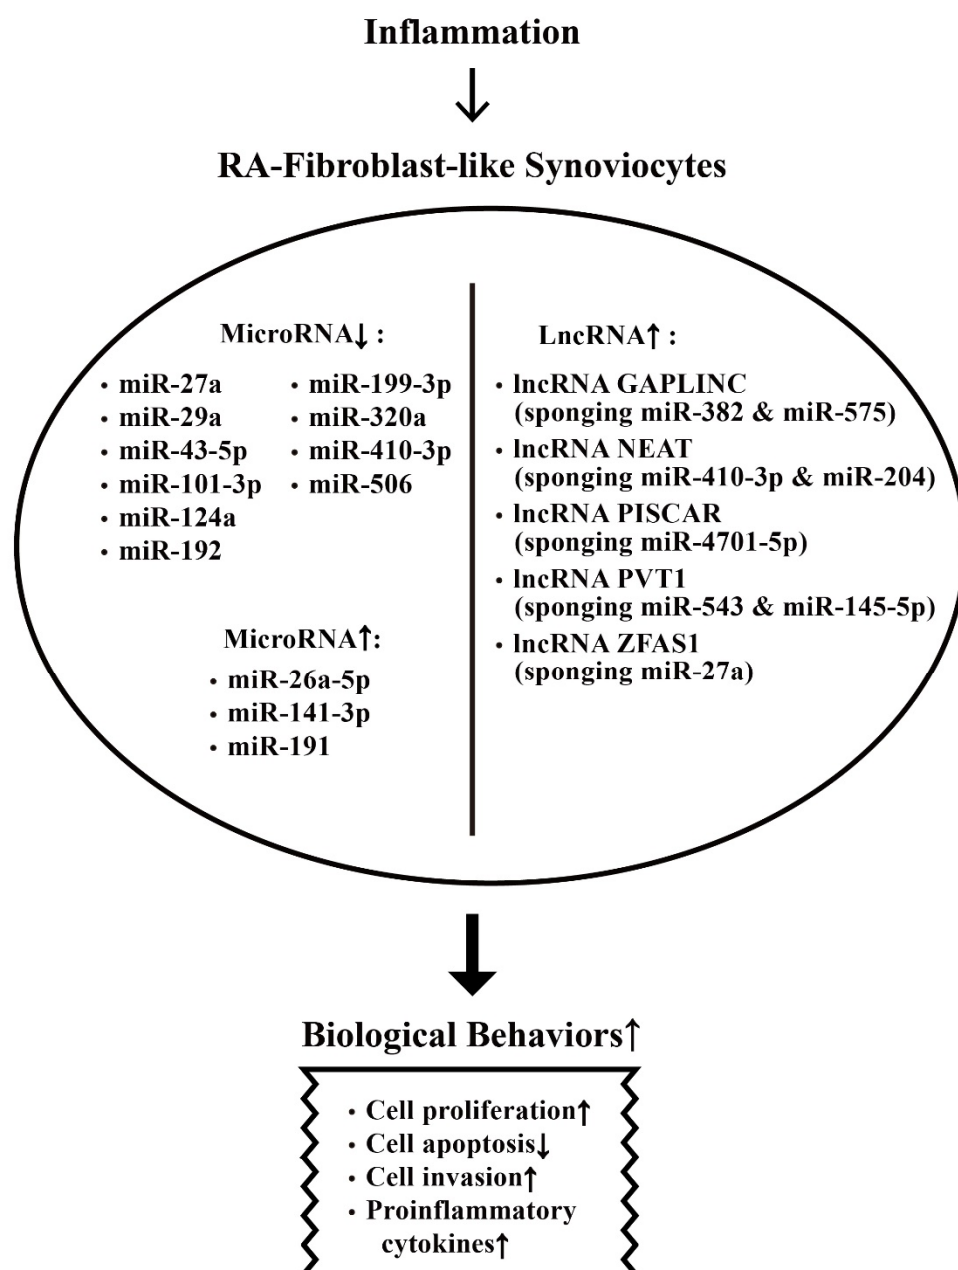 Inflammation
RA-Fibroblast-like Synoviocytes
MicroRNA↓ :
• miR-27a
• miR-29a
• miR-43-5p
• miR-101-3p
• miR-124a
• miR-192
• miR-199-3p
• miR-320a
• miR-410-3p
• miR-506
MicroRNA↑:
• miR-26a-5p
• miR-141-3p
• miR-191
LncRNA↑ :
• lncRNA GAPLINC
(sponging miR-382 & miR-575)
• lncRNA NEAT
(sponging miR-410-3p & miR-204)
• lncRNA PISCAR
(sponging miR-4701-5p)
• lncRNA PVT1
(sponging miR-543 & miR-145-5p)
• lncRNA ZFAS1
(sponging miR-27a)
Biological Behaviors↑
• Cell proliferation↑
• Cell apoptosis↓
• Cell invasion↑
• Proinflammatory
cytokines↑